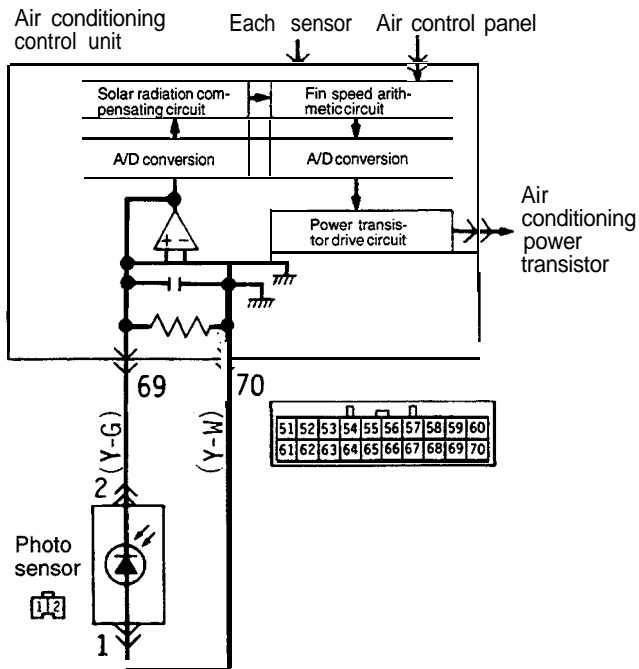 Air conditioning
control unit
Each sensor
Air control panel
Solar radiation com-
pensating circuit
Fin speed arith-
metic circuit
A/D conversion
A/D conversion
Power transis-
tor drive circuit
Air
conditioning
power
transistor
+ -
69
70
(Y-G)
(Y-W)
51 52 53 54 55 56 57 58 59 60
61 62 63 64 65 66 67 68 69 70
2
Photo
sensor
1 2
1